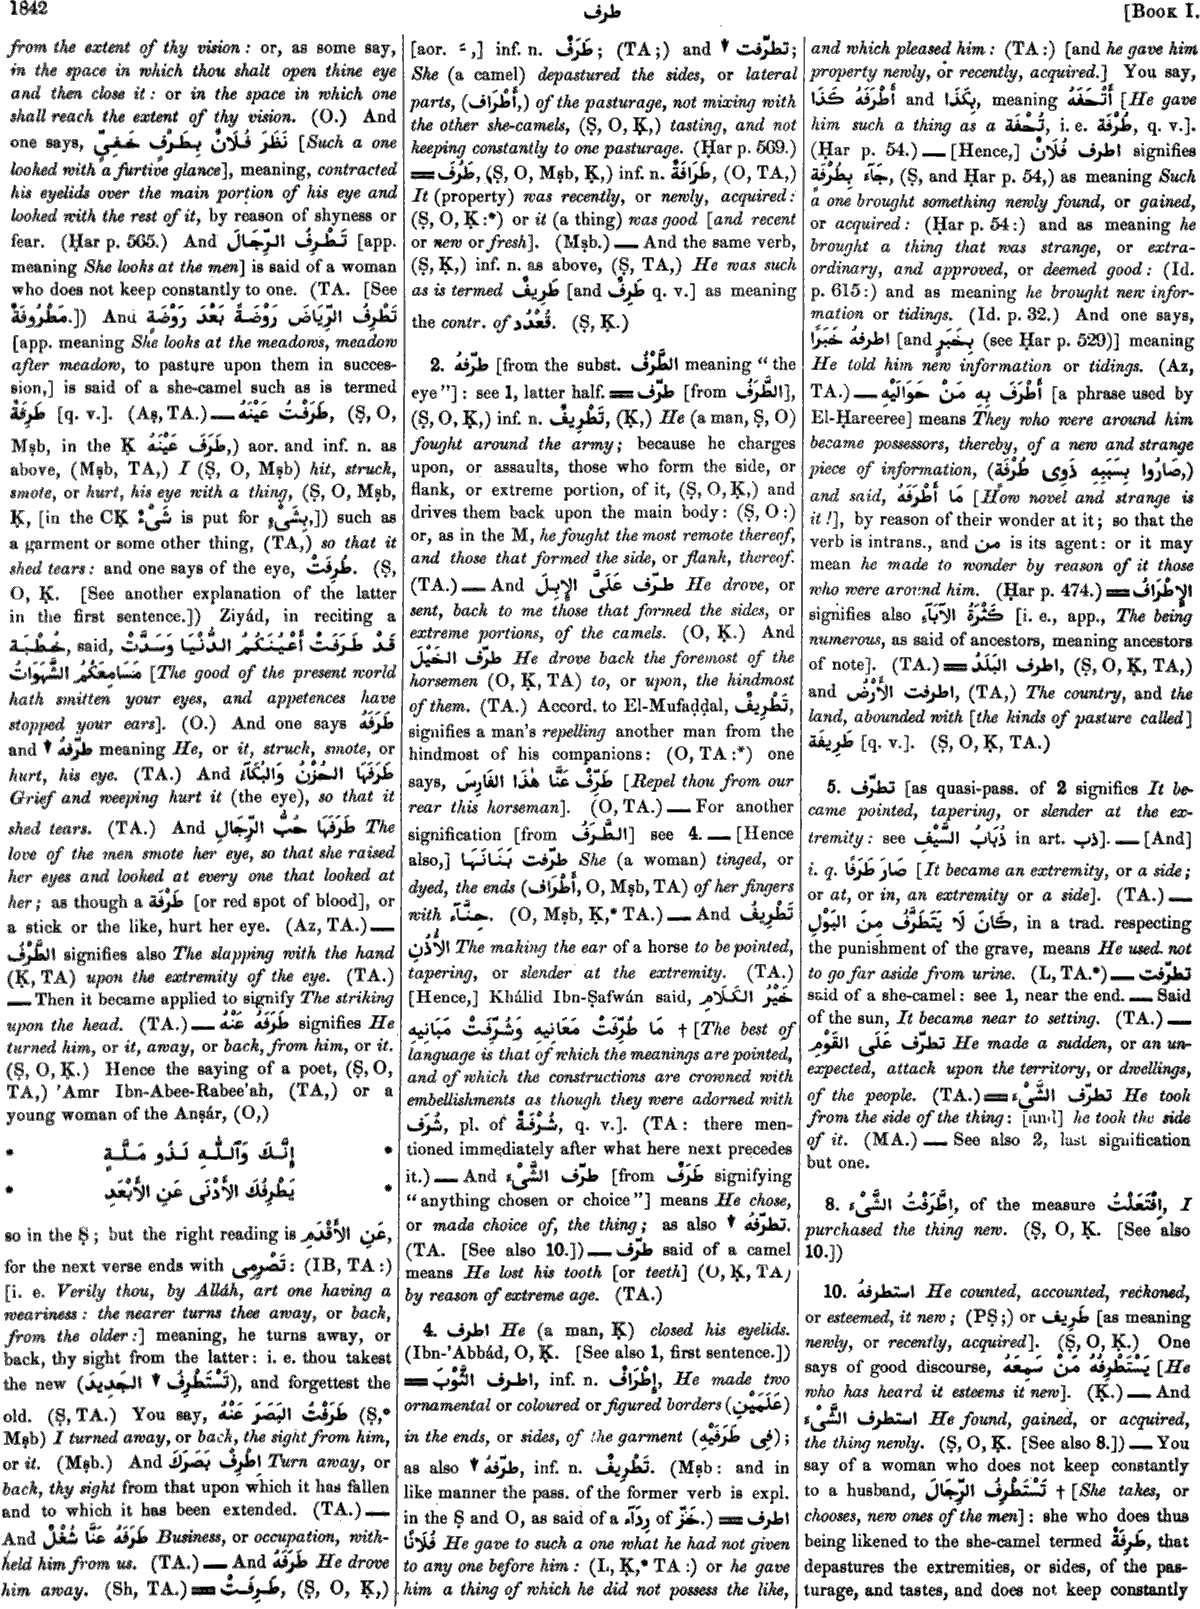 1842
طرف
[BOOK I.
from the extent of thy vision: or, as some say,
in the space in which thou shalt open thine eye
and then close it: or in the space in which one
shall reach the extent of thy vision. (O.) And
one says, نَظَرَ فُلَانٌ بِطَرْفٍ خَفِىٍّ [Such a one
looked with a furtive glance], meaning, contracted
his eyelids over the main portion of his eye and
looked with the rest of it, by reason of shyness or
fear. (Ḥar p. 565.) And تَطْرِفُ الرِّجَالَ [app.
meaning She looks at the men] is said of a woman
who does not keep constantly to one. (TA. [See
مَطْرُوفَةٌ.]) And تَطْرِفُ الرِّيَاضَ رَوْضَةً بَعْدَ رَوْضَةٍ
[app. meaning She looks at the meadows, meadow
after meadow, to pasture upon them in succes-
sion,] is said of a she-camel such as is termed
طَرِفَةٌ [q. v.]. (Aṣ, TA.) — طَرَفْتُ عَيْنَهُ, (Ṣ, O,
Mṣb, in the Ḳ طَرَفَ عَيْنَهُ,) aor. and inf. n. as
above, (Mṣb, TA,) I (Ṣ, O, Mṣb) hit, struck,
smote, or hurt, his eye with a thing, (Ṣ, O, Mṣb,
Ḳ, [in the CḲ شَىْءٌ is put for بِشَىْءٍ,]) such as
a garment or some other thing, (TA,) so that it
shed tears: and one says of the eye, طُرِفَتْ. (Ṣ,
O, Ḳ. [See another explanation of the latter
in the first sentence.]) Ziyád, in reciting a
خُطْبَة, said, قَدْ طَرَفَتْ أَعْيُنَكُمُ الدُّنْيَا وَسَدَّتْ
مَسَامِعَكُمُ الشَّهَوَاتُ [The good of the present world
hath smitten your eyes, and appetences have
stopped your ears]. (O.) And one says طَرَفَهُ
and ▼ طرّفهُ meaning He, or it, struck, smote, or
hurt, his eye. (TA.) And طَرَفَهَا الحُزْنُ وَالبُكَآءُ
Grief and weeping hurt it (the eye), so that it
shed tears. (TA.) And طَرَفَهَا حُبُّ الرِّجَالِ The
love of the men smote her eye, so that she raised
her eyes and looked at every one that looked at
her; as though a طَرْفَة [or red spot of blood], or
a stick or the like, hurt her eye. (Az, TA.) —
الطَّرْفُ signifies also The slapping with the hand
(Ḳ, TA) upon the extremity of the eye. (TA.)
— Then it became applied to signify The striking
upon the head. (TA.) — طَرَفَهُ عَنْهُ signifies He
turned him, or it, away, or back, from him, or it.
(Ṣ, O, Ḳ.) Hence the saying of a poet, (Ṣ, O,
TA,) 'Amr Ibn-Abee-Rabee'ah, (TA,) or a
young woman of the Anṣár, (O,)
* إِنَّكَ وَٱللّٰهِ لَذُو مَلَّةٍ *
* يَطْرِفُكَ الأَدْنَى عَنِ الأَبْعَدِ *
so in the Ṣ; but the right reading is عَنِ الأَقْدَمِ,
for the next verse ends with تَصْرِمِى: (IB, TA:)
[i. e. Verily thou, by Alláh, art one having a
weariness: the nearer turns thee away, or back,
from the older:] meaning, he turns away, or
back, thy sight from the latter: i. e. thou takest
the new (تَسْتَطْرِفُ ▼ الجَدِيدَ), and forgettest the
old. (Ṣ, TA.) You say, طَرَفْتُ البَصَرَ عَنْهُ (Ṣ,*
Mṣb) I turned away, or back, the sight from him,
or it. (Mṣb.) And اِطْرِفْ بَصَرَكَ Turn away, or
back, thy sight from that upon which it has fallen
and to which it has been extended. (TA.) —
And طَرَفَهُ عَنَّا شُغْلٌ Business, or occupation, with-
held him from us. (TA.) — And طَرَفَهُ He drove
him away. (Sh, TA.) = طَرِفَتْ, (Ṣ, O, Ḳ,)
[aor. ـَ ,] inf. n. طَرَفٌ; (TA;) and ▼ تطرّفت;
She (a camel) depastured the sides, or lateral
parts, (أَطْرَاف,) of the pasturage, not mixing with
the other she-camels, (Ṣ, O, Ḳ,) tasting, and not
keeping constantly to one pasturage. (Ḥar p. 569.)
= طَرُفَ, (Ṣ, O, Mṣb, Ḳ,) inf. n. طَرَافَةٌ, (O, TA,)
It (property) was recently, or newly, acquired:
(Ṣ, O, Ḳ:*) or it (a thing) was good [and recent
or new or fresh]. (Mṣb.) — And the same verb,
(Ṣ, Ḳ,) inf. n. as above, (Ṣ, TA,) He was such
as is termed طَرِيفٌ [and طَرِفٌ q. v.] as meaning
the contr. of قُعْدُد. (Ṣ, Ḳ.)
2. طرّفهُ [from the subst. الطَّرْفُ meaning "the
eye"]: see 1, latter half. = طرّف [from الطَّرَفُ],
(Ṣ, O, Ḳ,) inf. n. تَطْرِيفٌ, (Ḳ,) He (a man, Ṣ, O)
fought around the army; because he charges
upon, or assaults, those who form the side, or
flank, or extreme portion, of it, (Ṣ, O, Ḳ,) and
drives them back upon the main body: (Ṣ, O:)
or, as in the M, he fought the most remote thereof,
and those that formed the side, or flank, thereof.
(TA.) — And طرّف عَلَىَّ الإِبِلَ He drove, or
sent, back to me those that formed the sides, or
extreme portions, of the camels. (O, Ḳ.) And
طرّف الخَيْلَ He drove back the foremost of the
horsemen (O, Ḳ, TA) to, or upon, the hindmost
of them. (TA.) Accord. to El-Mufaḍḍal, تَطْرِيفٌ,
signifies a man's repelling another man from the
hindmost of his companions: (O, TA:*) one
says, طَرِّفْ عَنَّا هٰذَا الفَارِسَ [Repel thou from our
rear this horseman]. (O, TA.) — For another
signification [from الطَّرَفُ] see 4. — [Hence
also,] طرّفت بَنَانَهَا She (a woman) tinged, or
dyed, the ends (أَطْرَاف, O, Mṣb, TA) of her fingers
with حِنَّآء. (O, Mṣb, Ḳ,* TA.) — And تَطْرِيفُ
الأُذُنِ The making the ear of a horse to be pointed,
tapering, or slender at the extremity. (TA.)
[Hence,] Khálid Ibn-Ṣafwán said, خَيْرُ الكَلَامِ
مَا طُرِّفَتْ مَعَانِيهِ وَشُرِّفَتْ مَبَانِيهِ † [The best of
language is that of which the meanings are pointed,
and of which the constructions are crowned with
embellishments as though they were adorned with
شُرَف, pl. of شُرْفَةٌ, q. v.]. (TA: there men-
tioned immediately after what here next precedes
it.) — And طرّف الشَّىْءَ [from طَرَفٌ signifying
"anything chosen or choice"] means He chose,
or made choice of, the thing; as also ▼ تطرّفهُ.
(TA. [See also 10.]) — طرّف said of a camel
means He lost his tooth [or teeth] (O, Ḳ, TA)
by reason of extreme age. (TA.)
4. اطرف He (a man, Ḳ) closed his eyelids.
(Ibn-'Abbád, O, Ḳ. [See also 1, first sentence.])
= اطرف الثَّوْبَ, inf. n. إِطْرَافٌ, He made two
ornamental or coloured or figured borders (عَلَمَيْنِ)
in the ends, or sides, of the garment (فِى طَرَفَيْهِ);
as also ▼ طرّفهُ, inf. n. تَطْرِيفٌ. (Mṣb: and in
like manner the pass. of the former verb is expl.
in the Ṣ and O, as said of a رِدَآء of خَزّ.) = اطرف
فُلَانًا He gave to such a one what he had not given
to any one before him: (L, Ḳ,* TA:) or he gave
him a thing of which he did not possess the like,
and which pleased him: (TA:) [and he gave him
property newly, or recently, acquired.] You say,
أَطْرَفَهُ كَذَا and بِكَذَا, meaning أَتْحَفَهُ [He gave
him such a thing as a تُحْفَة, i. e. طُرْفَة, q. v.].
(Ḥar p. 54.) — [Hence,] اطرف فُلَانٌ signifies
جَآءَ بِطُرْفَةٍ, (Ṣ, and Ḥar p. 54,) as meaning Such
a one brought something newly found, or gained,
or acquired: (Ḥar p. 54:) and as meaning he
brought a thing that was strange, or extra-
ordinary, and approved, or deemed good: (Id.
p. 615:) and as meaning he brought new infor-
mation or tidings. (Id. p. 32.) And one says,
اطرفهُ خَبَرًا [and بِخَبَرٍ (see Ḥar p. 529)] meaning
He told him new information or tidings. (Az,
TA.) — أَطْرَفَ بِهِ مَنْ حَوَالَيْهِ [a phrase used by
El-Ḥareeree] means They who were around him
became possessors, thereby, of a new and strange
piece of information, (صَارُوا بِسَبَبِهِ ذَوِى طُرْفَةٍ,)
and said, مَا أَطْرَفَهُ [How novel and strange is
it!], by reason of their wonder at it; so that the
verb is intrans., and من is its agent: or it may
mean he made to wonder by reason of it those
who were around him. (Ḥar p. 474.) = الإِطْرَافُ
signifies also كَثْرَةُ الآبَآءِ [i. e., app., The being
numerous, as said of ancestors, meaning ancestors
of note]. (TA.) = اطرف البَلَدُ, (Ṣ, O, Ḳ, TA,)
and اطرفت الأَرْضُ, (TA,) The country, and the
land, abounded with [the kinds of pasture called]
طَرِيفَة [q. v.]. (Ṣ, O, Ḳ, TA.)
5. تطرّف [as quasi-pass. of 2 signifies It be-
came pointed, tapering, or slender at the ex-
tremity: see ذُبَابُ السَّيْفِ in art. ذب]. — [And]
i. q. صَارَ طَرَفًا [It became an extremity, or a side;
or at, or in, an extremity or a side]. (TA.) —
كَانَ لَا يَتَطَرَّفُ مِنَ البَوْلِ, in a trad. respecting
the punishment of the grave, means He used not
to go far aside from urine. (L, TA.*) — تطرّفت
said of a she-camel: see 1, near the end. — Said
of the sun, It became near to setting. (TA.) —
تطرّف عَلَى القَوْمِ He made a sudden, or an un-
expected, attack upon the territory, or dwellings,
of the people. (TA.) = تطرّف الشَّىْءَ He took
from the side of the thing: [and] he took the side
of it. (MA.) — See also 2, last signification
but one.
8. اِطَّرَفْتُ الشَّىْءَ, of the measure اِفْتَعَلْتُ, I
purchased the thing new. (Ṣ, O, Ḳ. [See also
10.])
10. استطرفهُ He counted, accounted, reckoned,
or esteemed, it new; (PṢ;) or طَرِيف [as meaning
newly, or recently, acquired]. (Ṣ, O, Ḳ.) One
says of good discourse, يَسْتَطْرِفُهُ مَنْ سَمِعَهُ [He
who has heard it esteems it new]. (Ḳ.) — And
استطرف الشَّىْءَ He found, gained, or acquired,
the thing newly. (Ṣ, O, Ḳ. [See also 8.]) — You
say of a woman who does not keep constantly
to a husband, تَسْتَطْرِفُ الرِّجَالَ † [She takes, or
chooses, new ones of the men]: she who does thus
being likened to the she-camel termed طَرِفَةٌ, that
depastures the extremities, or sides, of the pas-
turage, and tastes, and does not keep constantly